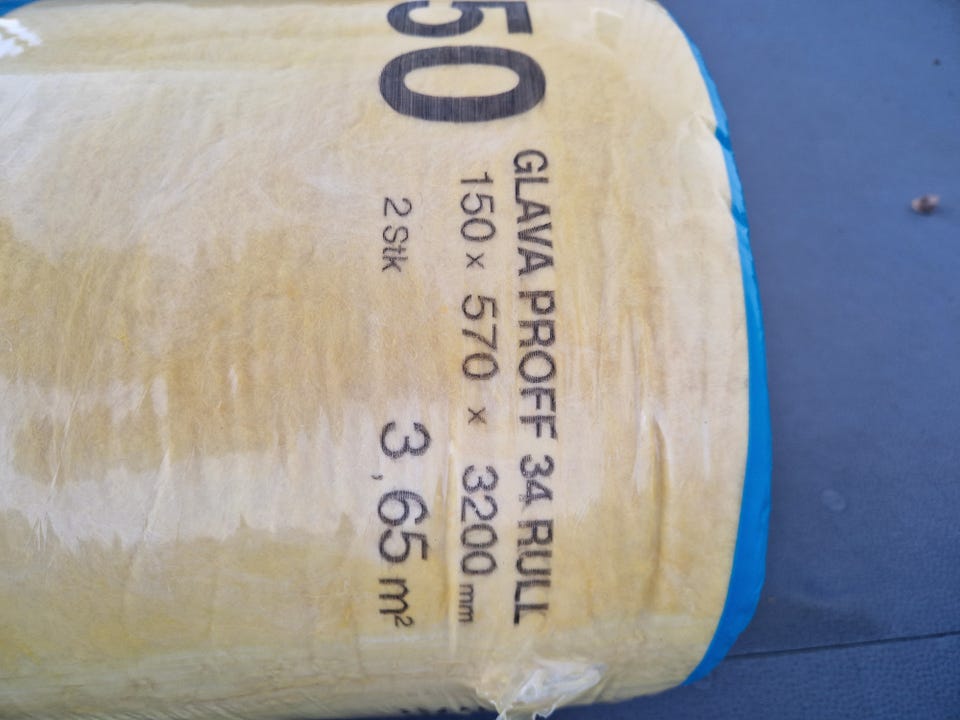 50
GLAVA PROFF 34 RULL
150 x 570 x 3200 mm
2 Stk 3,65 m²